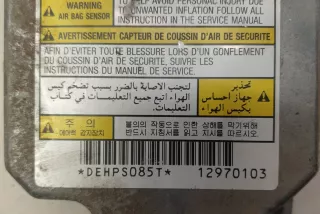 TO HELP AVOID PERSONAL INJURY DUE
WARNING
TO UNWANTED INFLATION FOLLOW ALL
AIR BAG SENSOR
INSTRUCTION IN THE SERVICE MANUAL
AVERTISSEMENT CAPTEUR DE COUSSIN D'AIR DE SECURITE
AFIN D'EVITER TOUTE BLESSURE LORS D'UN GONFLEMENT
DU COUSSIN D'AIR DE SECURITE, SUIVRE LES
INSTRUCTIONS DU MANUEL DE SERVICE.
تحذير
لتجنب الاصابة بالضرر بسبب تضخم كيس
جهاز احساس
الهواء اتبع جميع التعليمات في كتاب
بكيس الهواء
التعليمات
주 의
불의의 작동으로 인한 상해를 막기위해
에어백 감지장치
반드시 지침서를 읽고 지시를 따르시오.
*DEHPS085T* 12970103